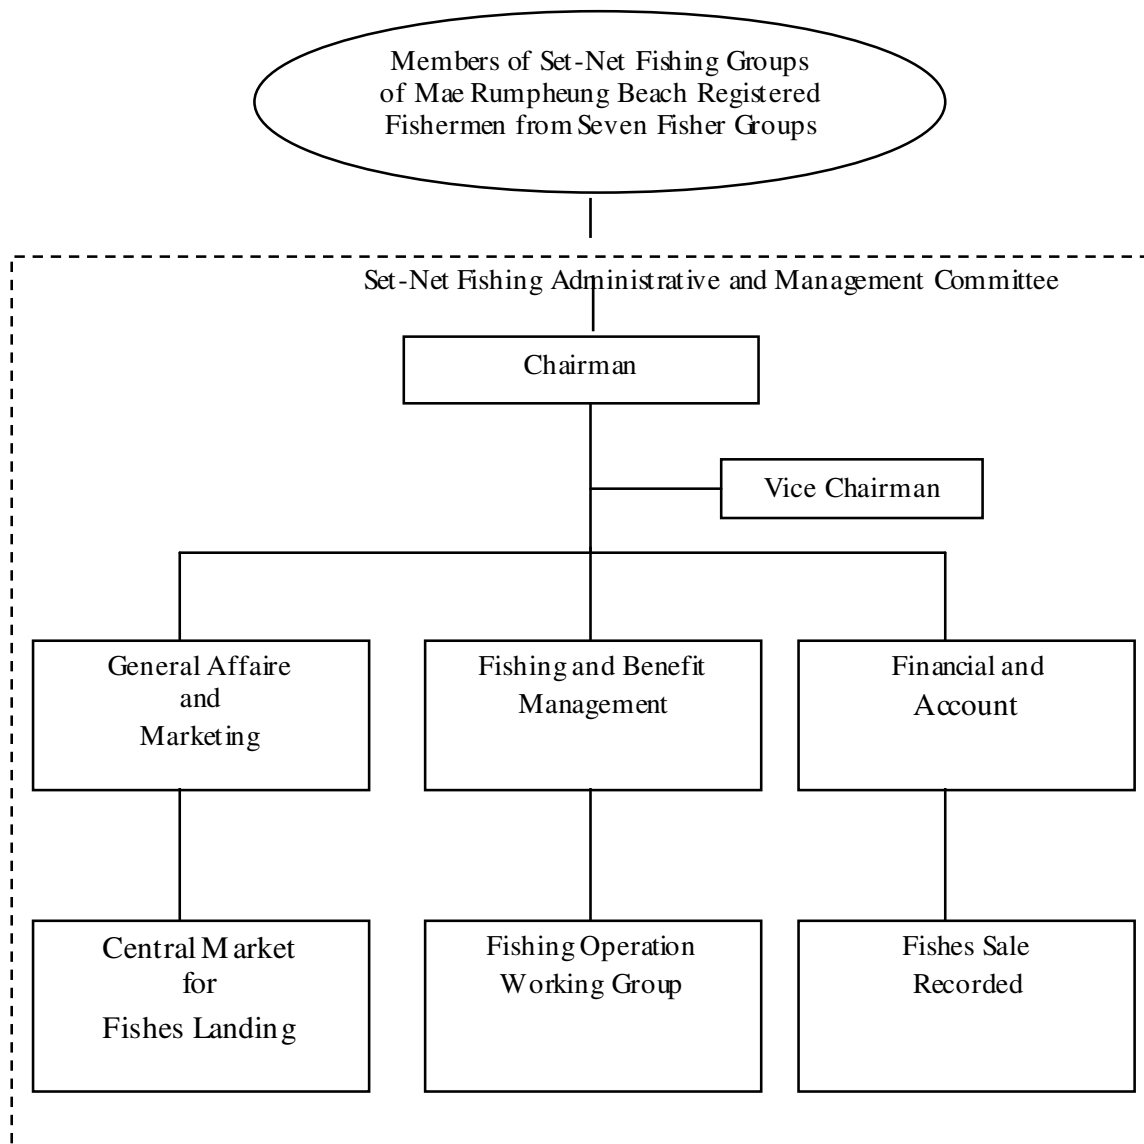 Members of Set-Net Fishing Groups
of Mae Rumpheung Beach Registered
Fishermen from Seven Fisher Groups
Set-Net Fishing Administrative and Management Committee
Chairman
Vice Chairman
General Affaire
and
Marketing
Fishing and Benefit
Management
Financial and
Account
Central Market
for
Fishes Landing
Fishing Operation
Working Group
Fishes Sale
Recorded